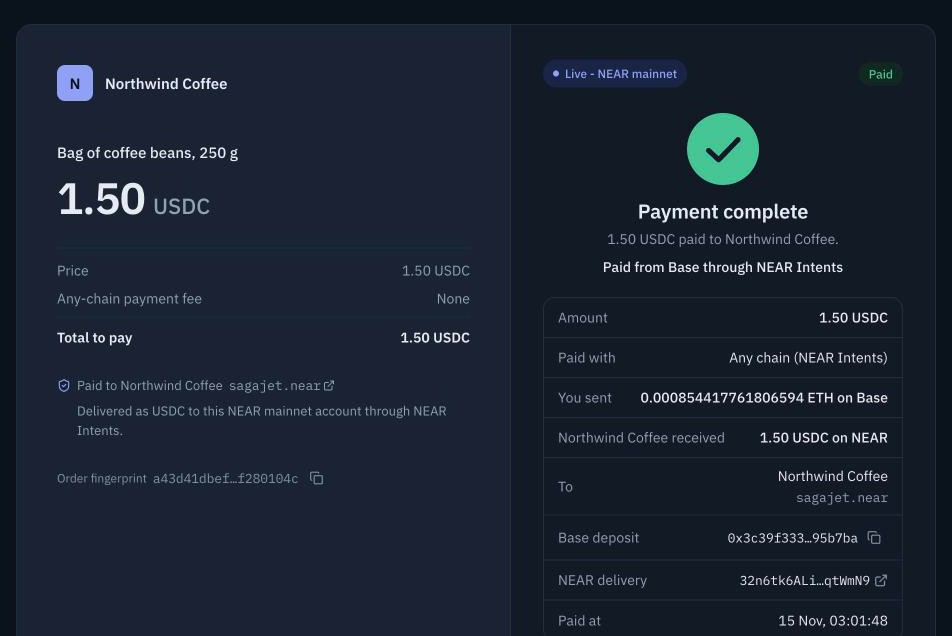 N
Northwind Coffee
Bag of coffee beans, 250 g
1.50 USDC
Price 1.50 USDC
Any-chain payment fee None
Total to pay 1.50 USDC
Paid to Northwind Coffee sagajet.near
Delivered as USDC to this NEAR mainnet account through NEAR
Intents.
Order fingerprint a43d41dbef…f280104c
Live - NEAR mainnet
Paid
Payment complete
1.50 USDC paid to Northwind Coffee.
Paid from Base through NEAR Intents
Amount 1.50 USDC
Paid with Any chain (NEAR Intents)
You sent 0.000854417761806594 ETH on Base
Northwind Coffee received 1.50 USDC on NEAR
To Northwind Coffee
sagajet.near
Base deposit 0x3c39f333…95b7ba
NEAR delivery 32n6tk6ALi…qtWmN9
Paid at 15 Nov, 03:01:48